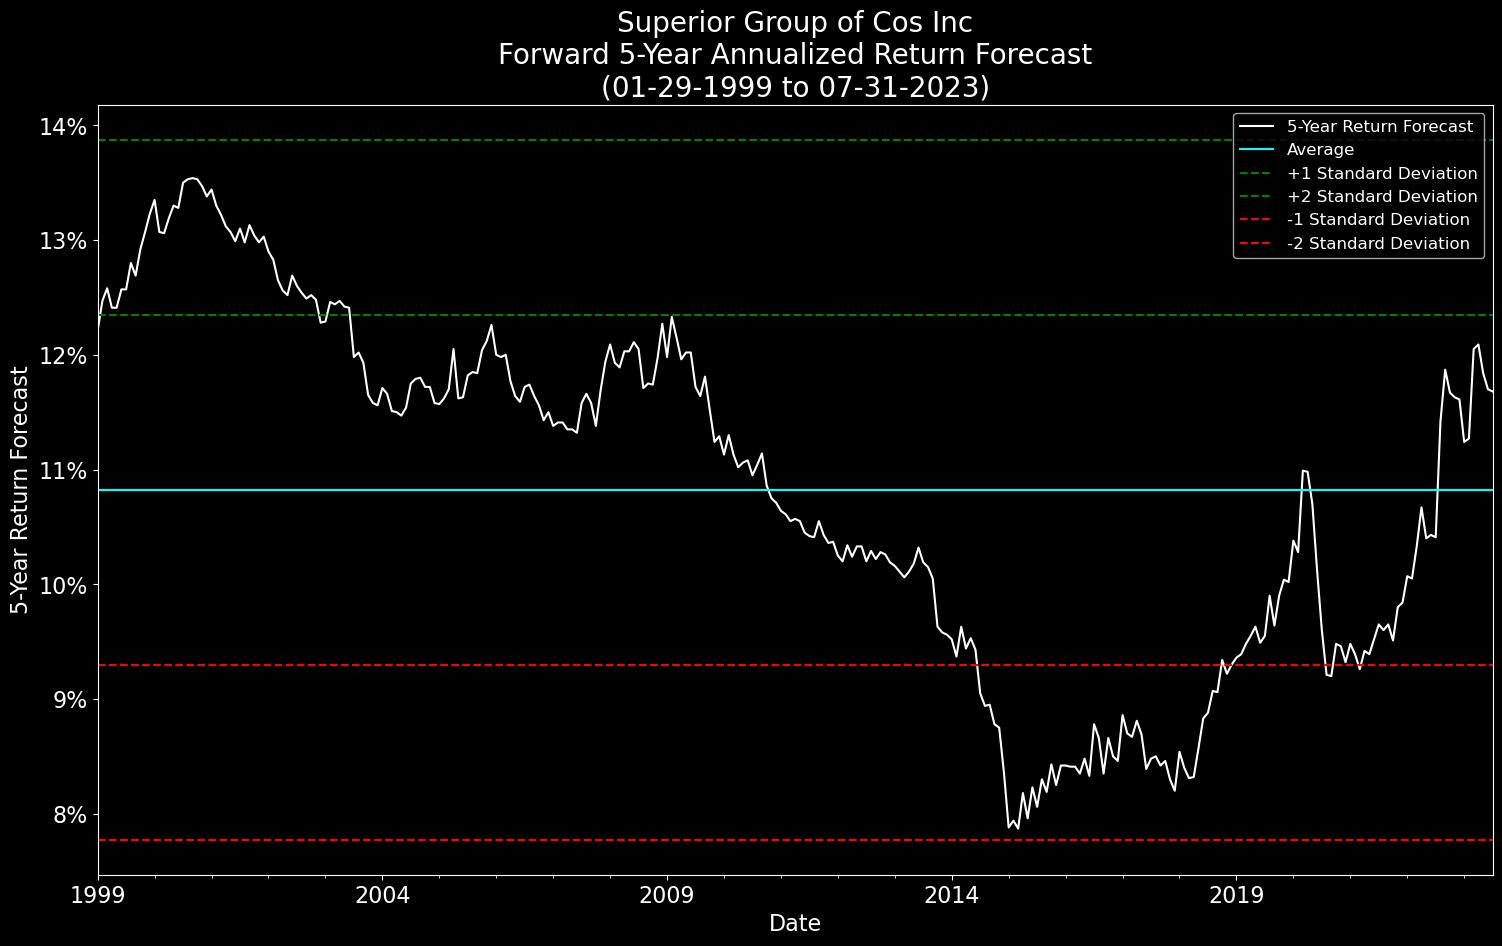 Superior Group of Cos Inc
Forward 5-Year Annualized Return Forecast
(01-29-1999 to 07-31-2023)
5-Year Return Forecast
Average
+1 Standard Deviation
+2 Standard Deviation
-1 Standard Deviation
-2 Standard Deviation
14%
13%
12%
11%
10%
9%
8%
5-Year Return Forecast
1999
2004
2009
2014
2019
Date